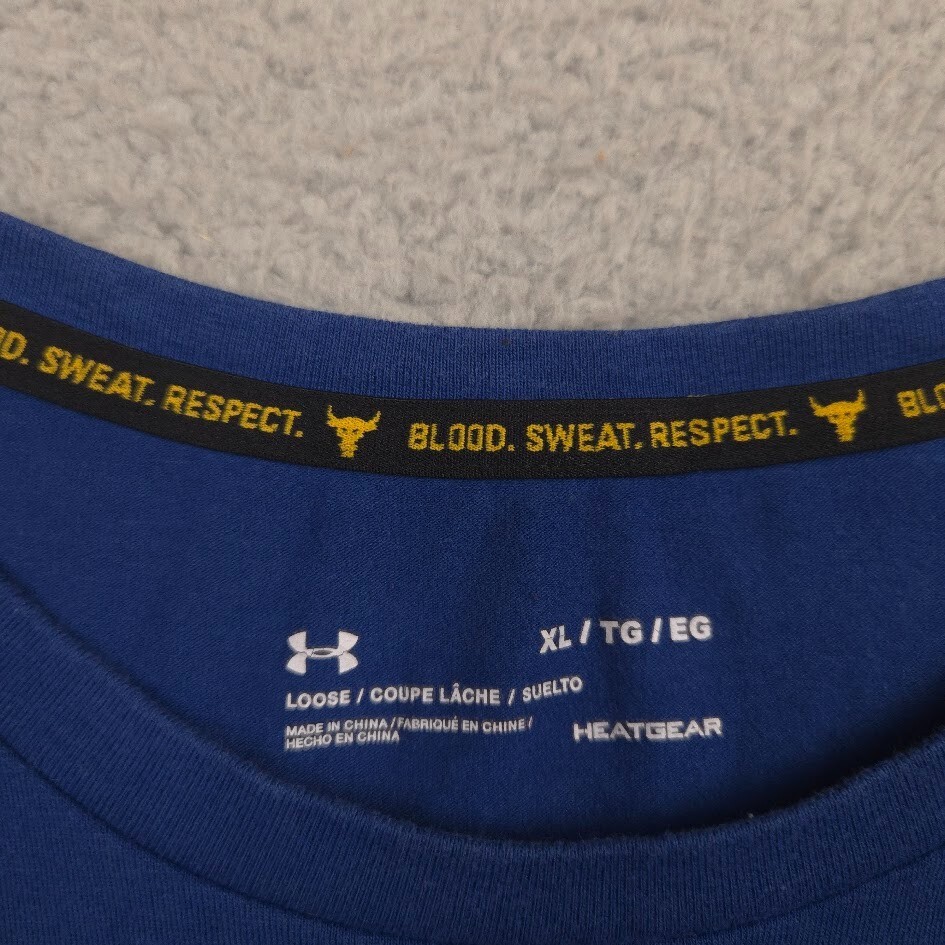 D. SWEAT. RESPECT. BLOOD. SWEAT. RESPECT. BLO
XL / TG / EG
LOOSE / COUPE LÂCHE / SUELTO
MADE IN CHINA / FABRIQUÉ EN CHINE /
HECHO EN CHINA
HEATGEAR